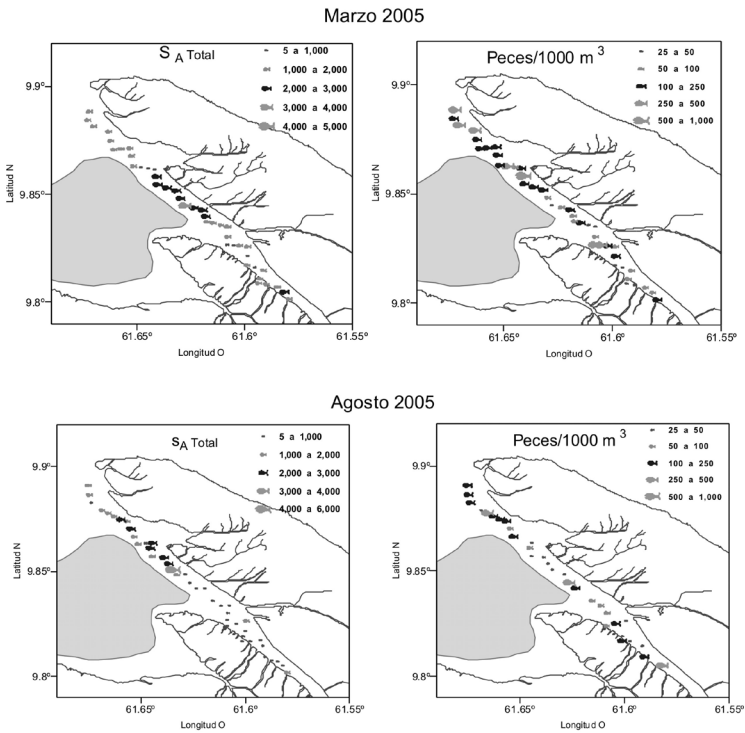 Marzo 2005
S A Total
5 a 1,000
1,000 a 2,000
2,000 a 3,000
3,000 a 4,000
4,000 a 5,000
9.9º
9.85º
9.8º
Latitud N
61.65º
61.6º
61.55º
Longitud O
Peces/1000 m 3
25 a 50
50 a 100
100 a 250
250 a 500
500 a 1,000
9.9º
9.85º
9.8º
Latitud N
61.65º
61.6º
61.55º
Longitud O
Agosto 2005
s A Total
5 a 1,000
1,000 a 2,000
2,000 a 3,000
3,000 a 4,000
4,000 a 6,000
9.9º
9.85º
9.8º
Latitud N
61.65º
61.6º
61.55º
Longitud O
Peces/1000 m 3
25 a 50
50 a 100
100 a 250
250 a 500
500 a 1,000
9.9º
9.85º
9.8º
Latitud N
61.65º
61.6º
61.55º
Longitud O